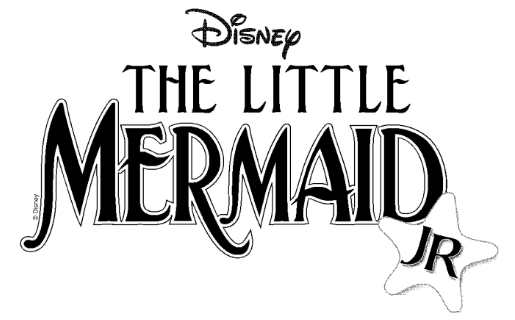 Disney
THE LITTLE
MERMAID
JR
© Disney